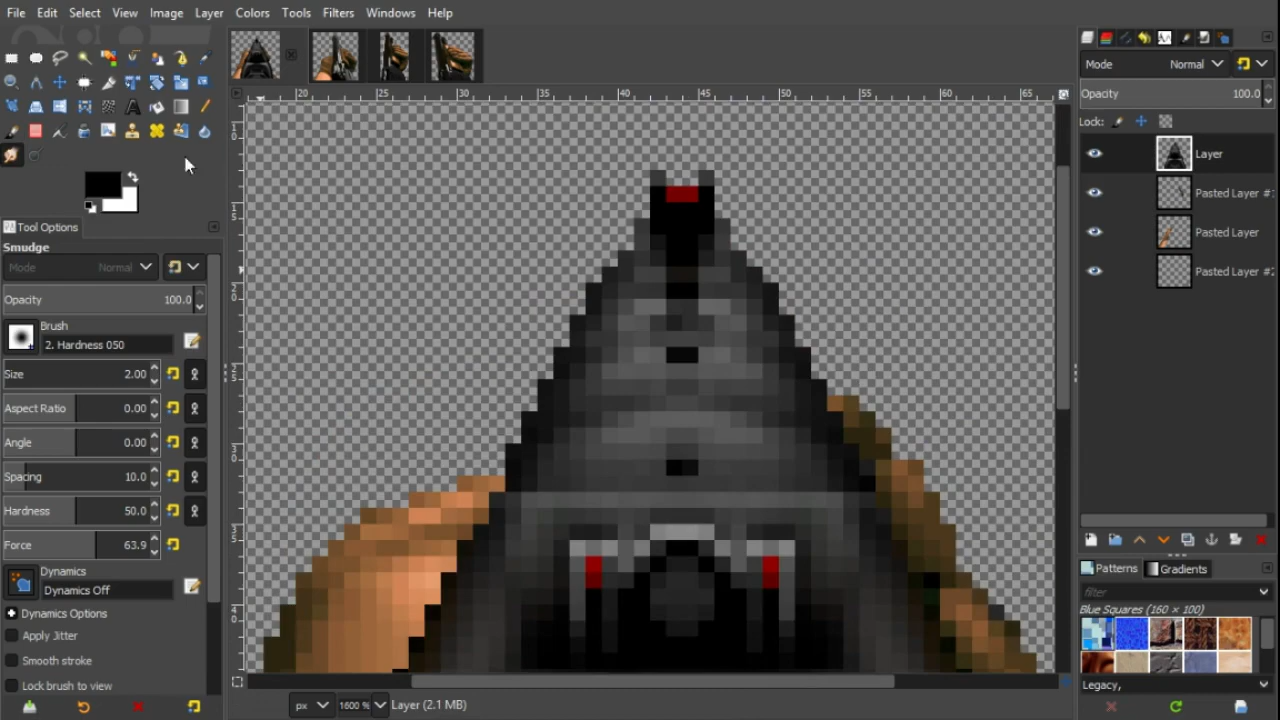 File Edit Select View Image Layer Colors Tools Filters Windows Help
20 25 30 35 40 45 50 55 60 65
Tool Options
Smudge
Mode Normal
Opacity 100.0
Brush
2. Hardness 050
Size 2.00
Aspect Ratio 0.00
Angle 0.00
Spacing 10.0
Hardness 50.0
Force 63.9
Dynamics
Dynamics Off
Dynamics Options
Apply Jitter
Smooth stroke
Lock brush to view
px 1600 % Layer (2.1 MB)
Mode Normal
Opacity 100.0
Lock:
Layer
Pasted Layer #
Pasted Layer
Pasted Layer #2
Patterns Gradients
filter
Blue Squares (160 × 100)
Legacy,